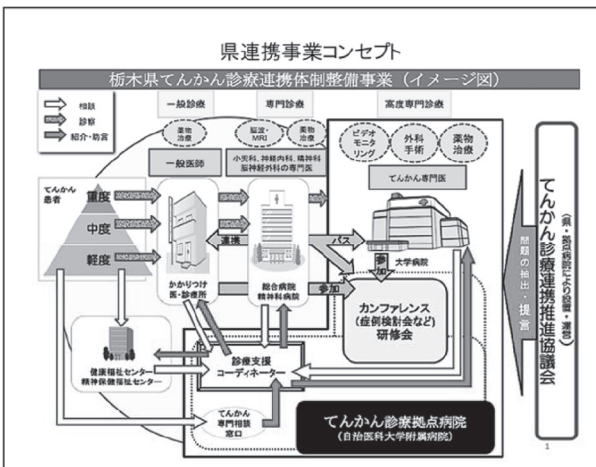 県連携事業コンセプト
栃木県てんかん診療連携体制整備事業（イメージ図）
相談
診察
紹介・助言
一般診療
専門診療
高度専門診療
薬物
治療
脳波・
MRI
薬物
治療
ビデオ
モニタ
リング
外科
手術
薬物
治療
一般医師
小児科、神経内科、精神科
脳神経外科の専門医
てんかん専門医
てんかん
患者
重度
中度
軽度
連携
パス
参加
大学病院
かかりつけ
医・診療所
総合病院
精神科病院
参加
カンファレンス
（症例検討会など）
研修会
健康福祉センター
精神保健福祉センター
診療支援
コーディネーター
てんかん
専門相談
窓口
てんかん診療拠点病院
（自治医科大学附属病院）
問題の抽出・提言
てんかん診療連携推進協議会
（県・拠点病院により設置・運営）
1